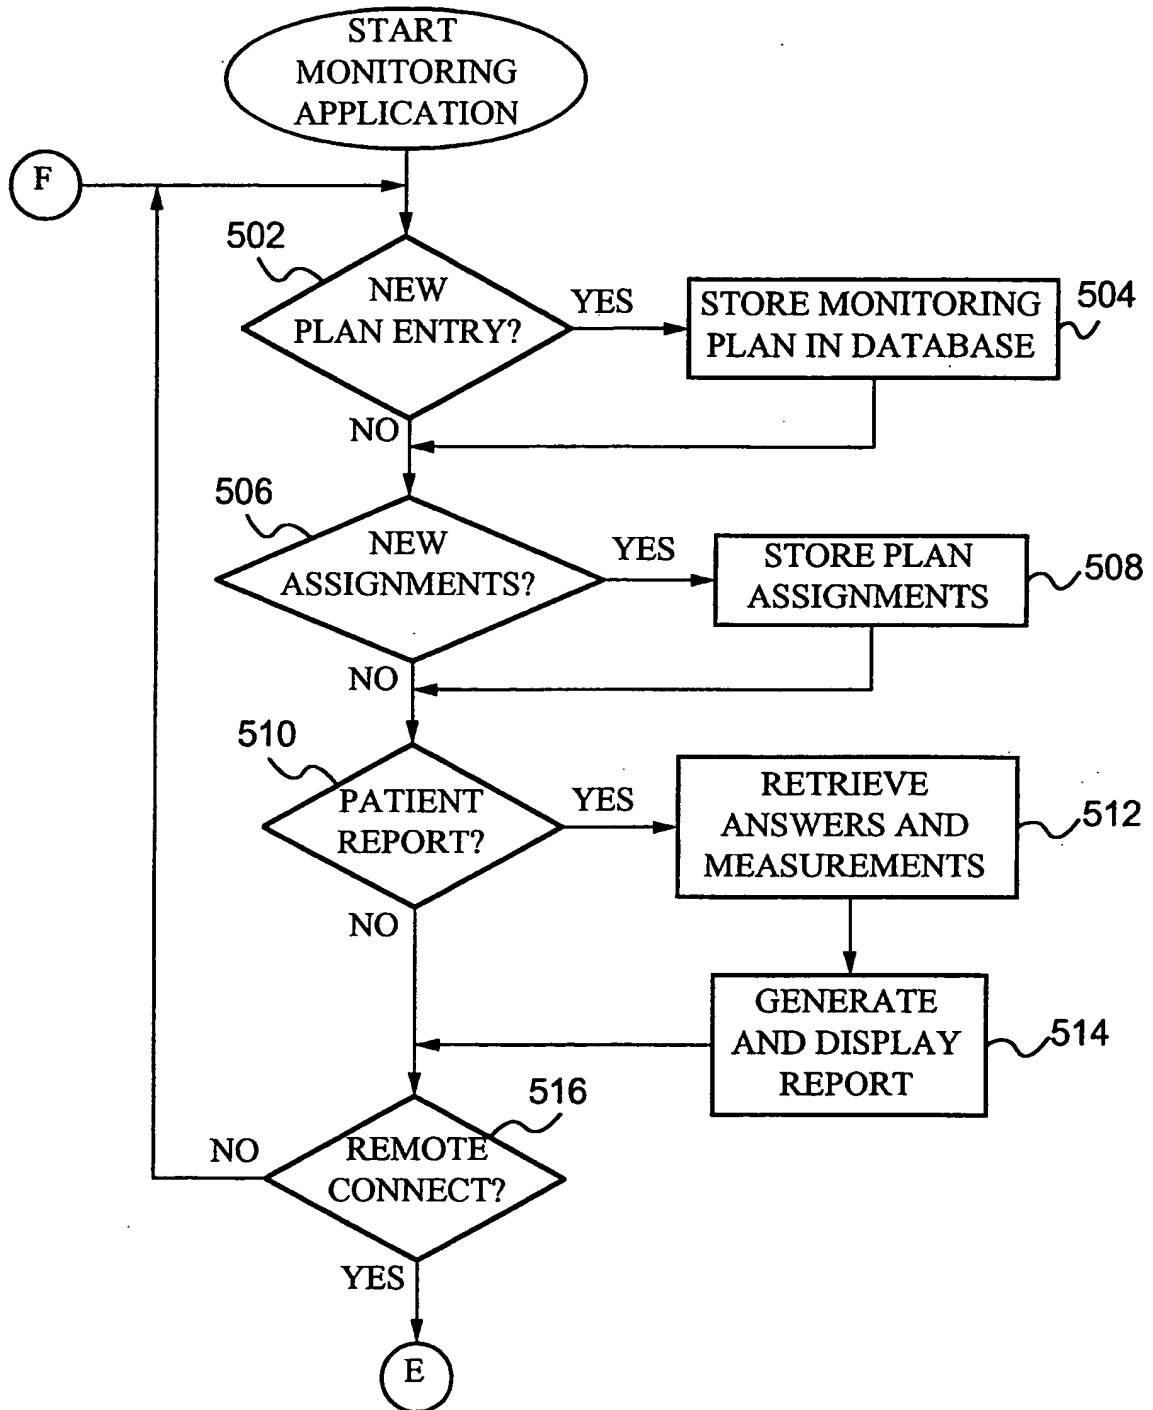 START
MONITORING
APPLICATION
F
502
NEW
PLAN ENTRY?
YES
STORE MONITORING
PLAN IN DATABASE
504
NO
506
NEW
ASSIGNMENTS?
YES
STORE PLAN
ASSIGNMENTS
508
NO
510
PATIENT
REPORT?
YES
RETRIEVE
ANSWERS AND
MEASUREMENTS
512
NO
GENERATE
AND DISPLAY
REPORT
514
516
REMOTE
CONNECT?
NO
YES
E